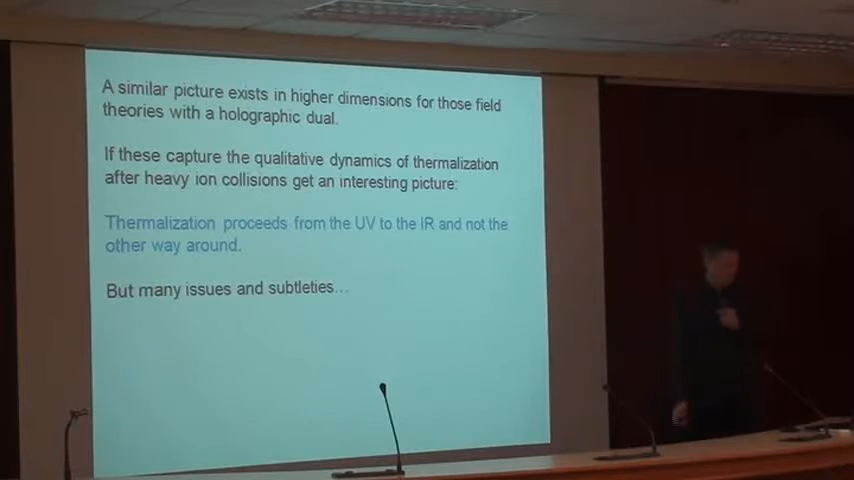 A similar picture exists in higher dimensions for those field
theories with a holographic dual.
If these capture the qualitative dynamics of thermalization
after heavy ion collisions get an interesting picture:
Thermalization proceeds from the UV to the IR and not the
other way around.
But many issues and subtleties...